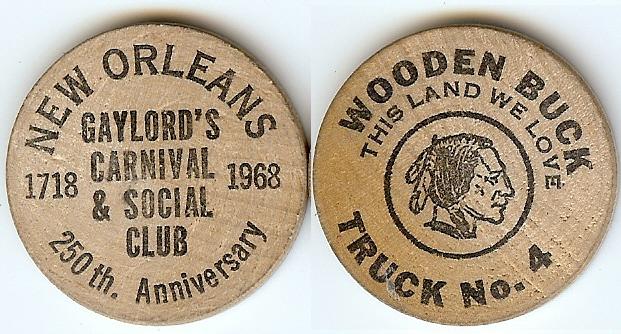 NEW ORLEANS
GAYLORD'S
CARNIVAL
1718 1968
& SOCIAL
CLUB
250th. Anniversary
WOODEN BUCK
THIS LAND WE LOVE
TRUCK No. 4